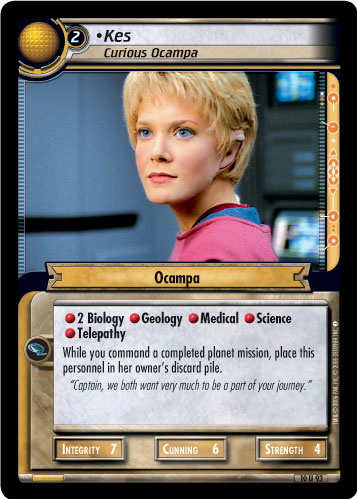 2 •Kes
Curious Ocampa
Ocampa
2 Biology Geology Medical Science
Telepathy
While you command a completed planet mission, place this
personnel in her owner's discard pile.
"Captain, we both want very much to be a part of your journey."
INTEGRITY 7 CUNNING 6 STRENGTH 4
10 U 93